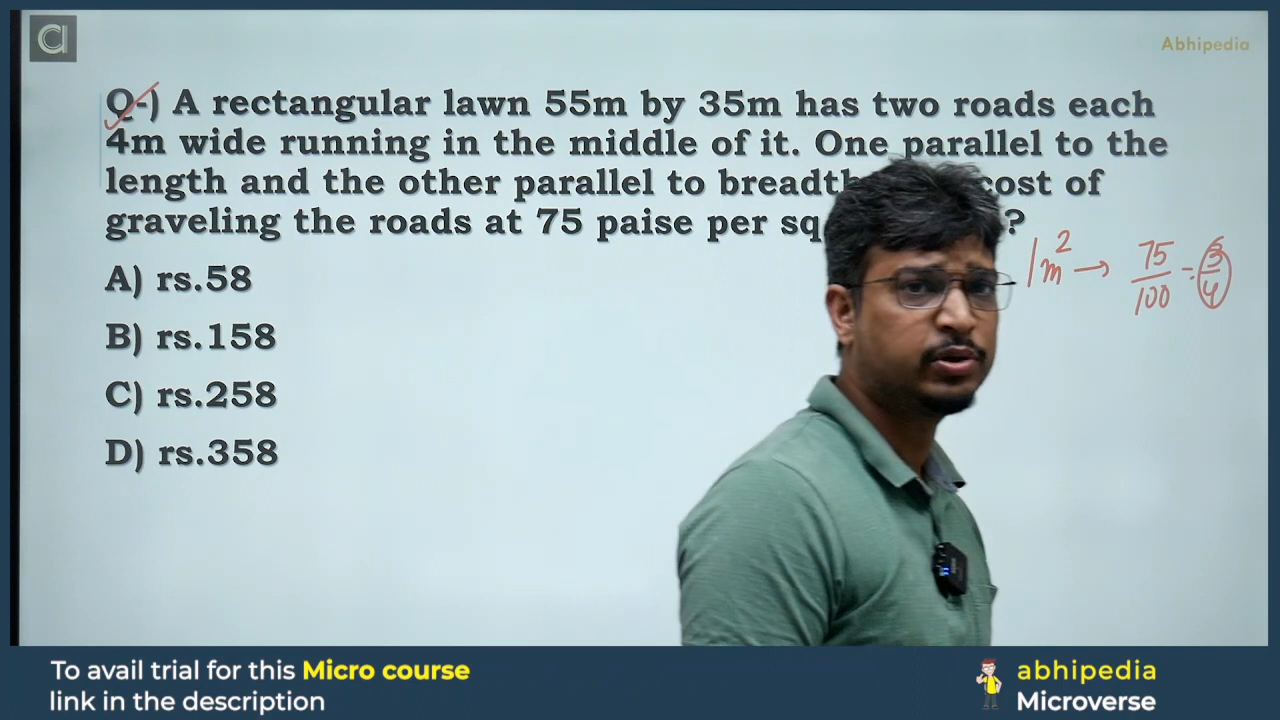 Abhipedia
Q-) A rectangular lawn 55m by 35m has two roads each
4m wide running in the middle of it. One parallel to the
length and the other parallel to breadth cost of
graveling the roads at 75 paise per sq ?
1m² → 75/100 = 3/4
A) rs.58
B) rs.158
C) rs.258
D) rs.358
To avail trial for this Micro course
link in the description
abhipedia
Microverse